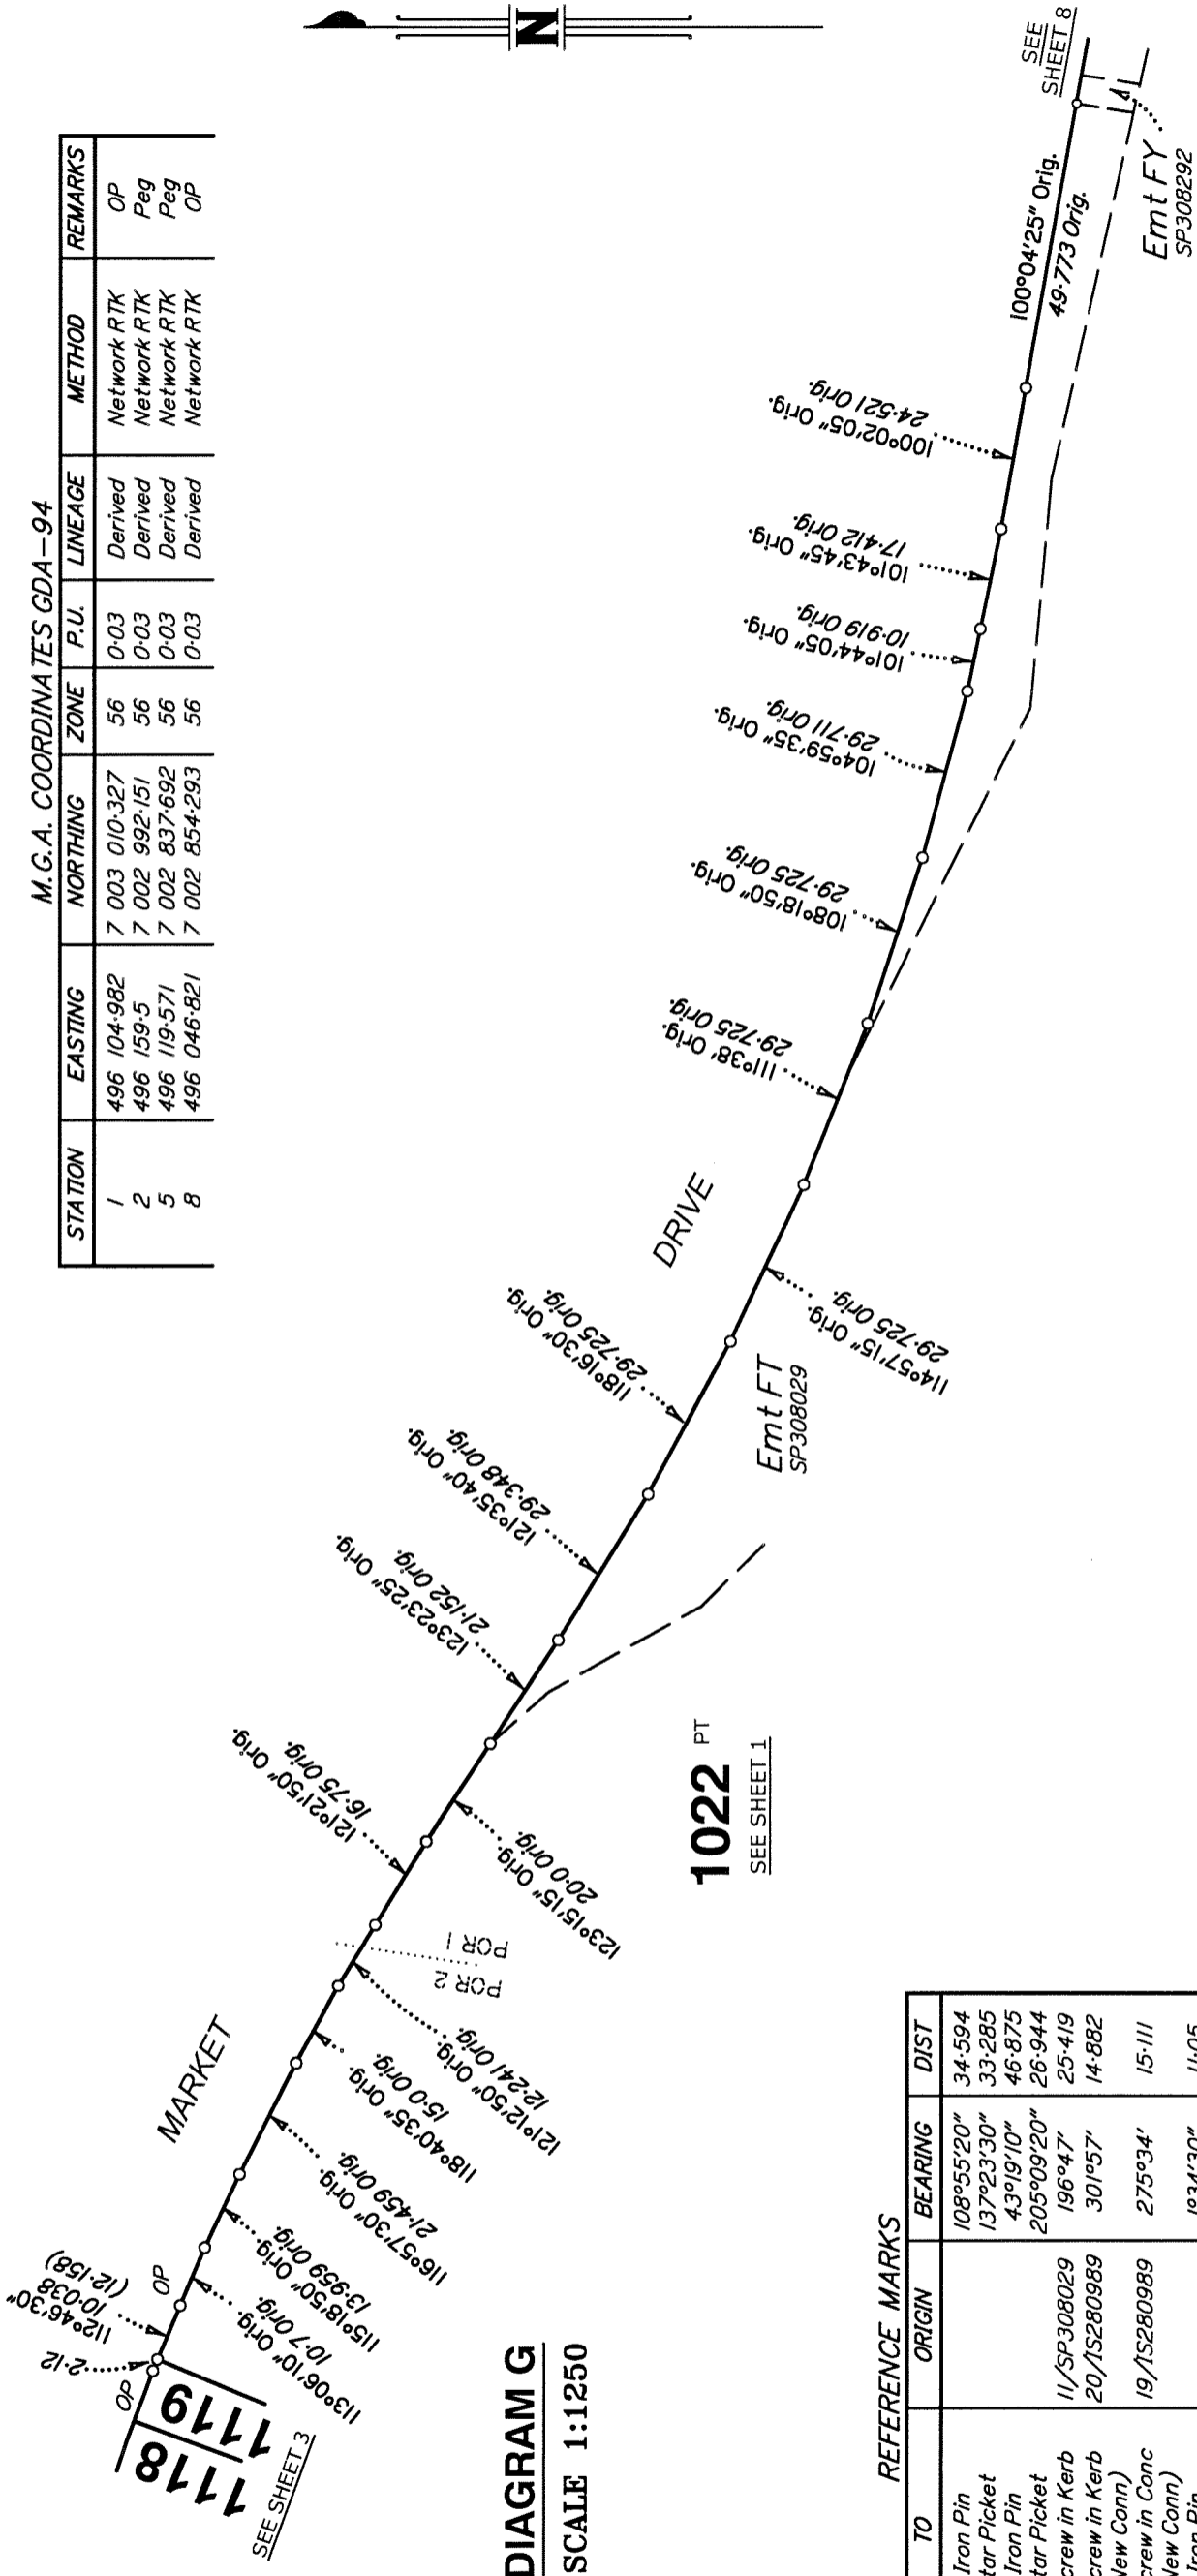 M.G.A. COORDINATES GDA-94
STATION EASTING NORTHING ZONE P.U. LINEAGE METHOD REMARKS
1 496 104·982 7 003 010·327 56 0·03 Derived Network RTK OP
2 496 159·5 7 002 992·151 56 0·03 Derived Network RTK Peg
5 496 119·571 7 002 837·692 56 0·03 Derived Network RTK Peg
8 496 046·821 7 002 854·293 56 0·03 Derived Network RTK OP
N
1118
1119
SEE SHEET 3
OP
2·12
112°46'30"
10·038
(12·158)
OP
113°06'10" Orig.
10·7 Orig.
115°18'50" Orig.
13·959 Orig.
MARKET
116°57'30" Orig.
21·459 Orig.
118°40'35" Orig.
15·0 Orig.
121°12'50" Orig.
12·241 Orig.
POR 2
POR 1
121°21'50" Orig.
16·75 Orig.
123°15'15" Orig.
20·0 Orig.
123°23'25" Orig.
21·152 Orig.
121°35'40" Orig.
29·348 Orig.
118°16'30" Orig.
29·725 Orig.
DRIVE
114°57'15" Orig.
29·725 Orig.
111°38' Orig.
29·725 Orig.
108°18'50" Orig.
29·725 Orig.
104°59'35" Orig.
29·711 Orig.
101°44'05" Orig.
10·919 Orig.
101°43'45" Orig.
17·412 Orig.
100°02'05" Orig.
24·521 Orig.
100°04'25" Orig.
49·773 Orig.
SEE
SHEET 8
Emt FY
SP308292
Emt FT
SP308029
1022 PT
SEE SHEET 1
DIAGRAM G
SCALE 1:1250
REFERENCE MARKS
TO ORIGIN BEARING DIST
Iron Pin 108°55'20" 34·594
tar Picket 137°23'30" 33·285
Iron Pin 43°19'10" 46·875
tar Picket 205°09'20" 26·944
crew in Kerb 11/SP308029 196°47' 25·419
crew in Kerb 20/IS280989 301°57' 14·882
New Conn)
crew in Conc 19/IS280989 275°34' 15·111
New Conn)
Iron Pin 1°34'30" 11·05